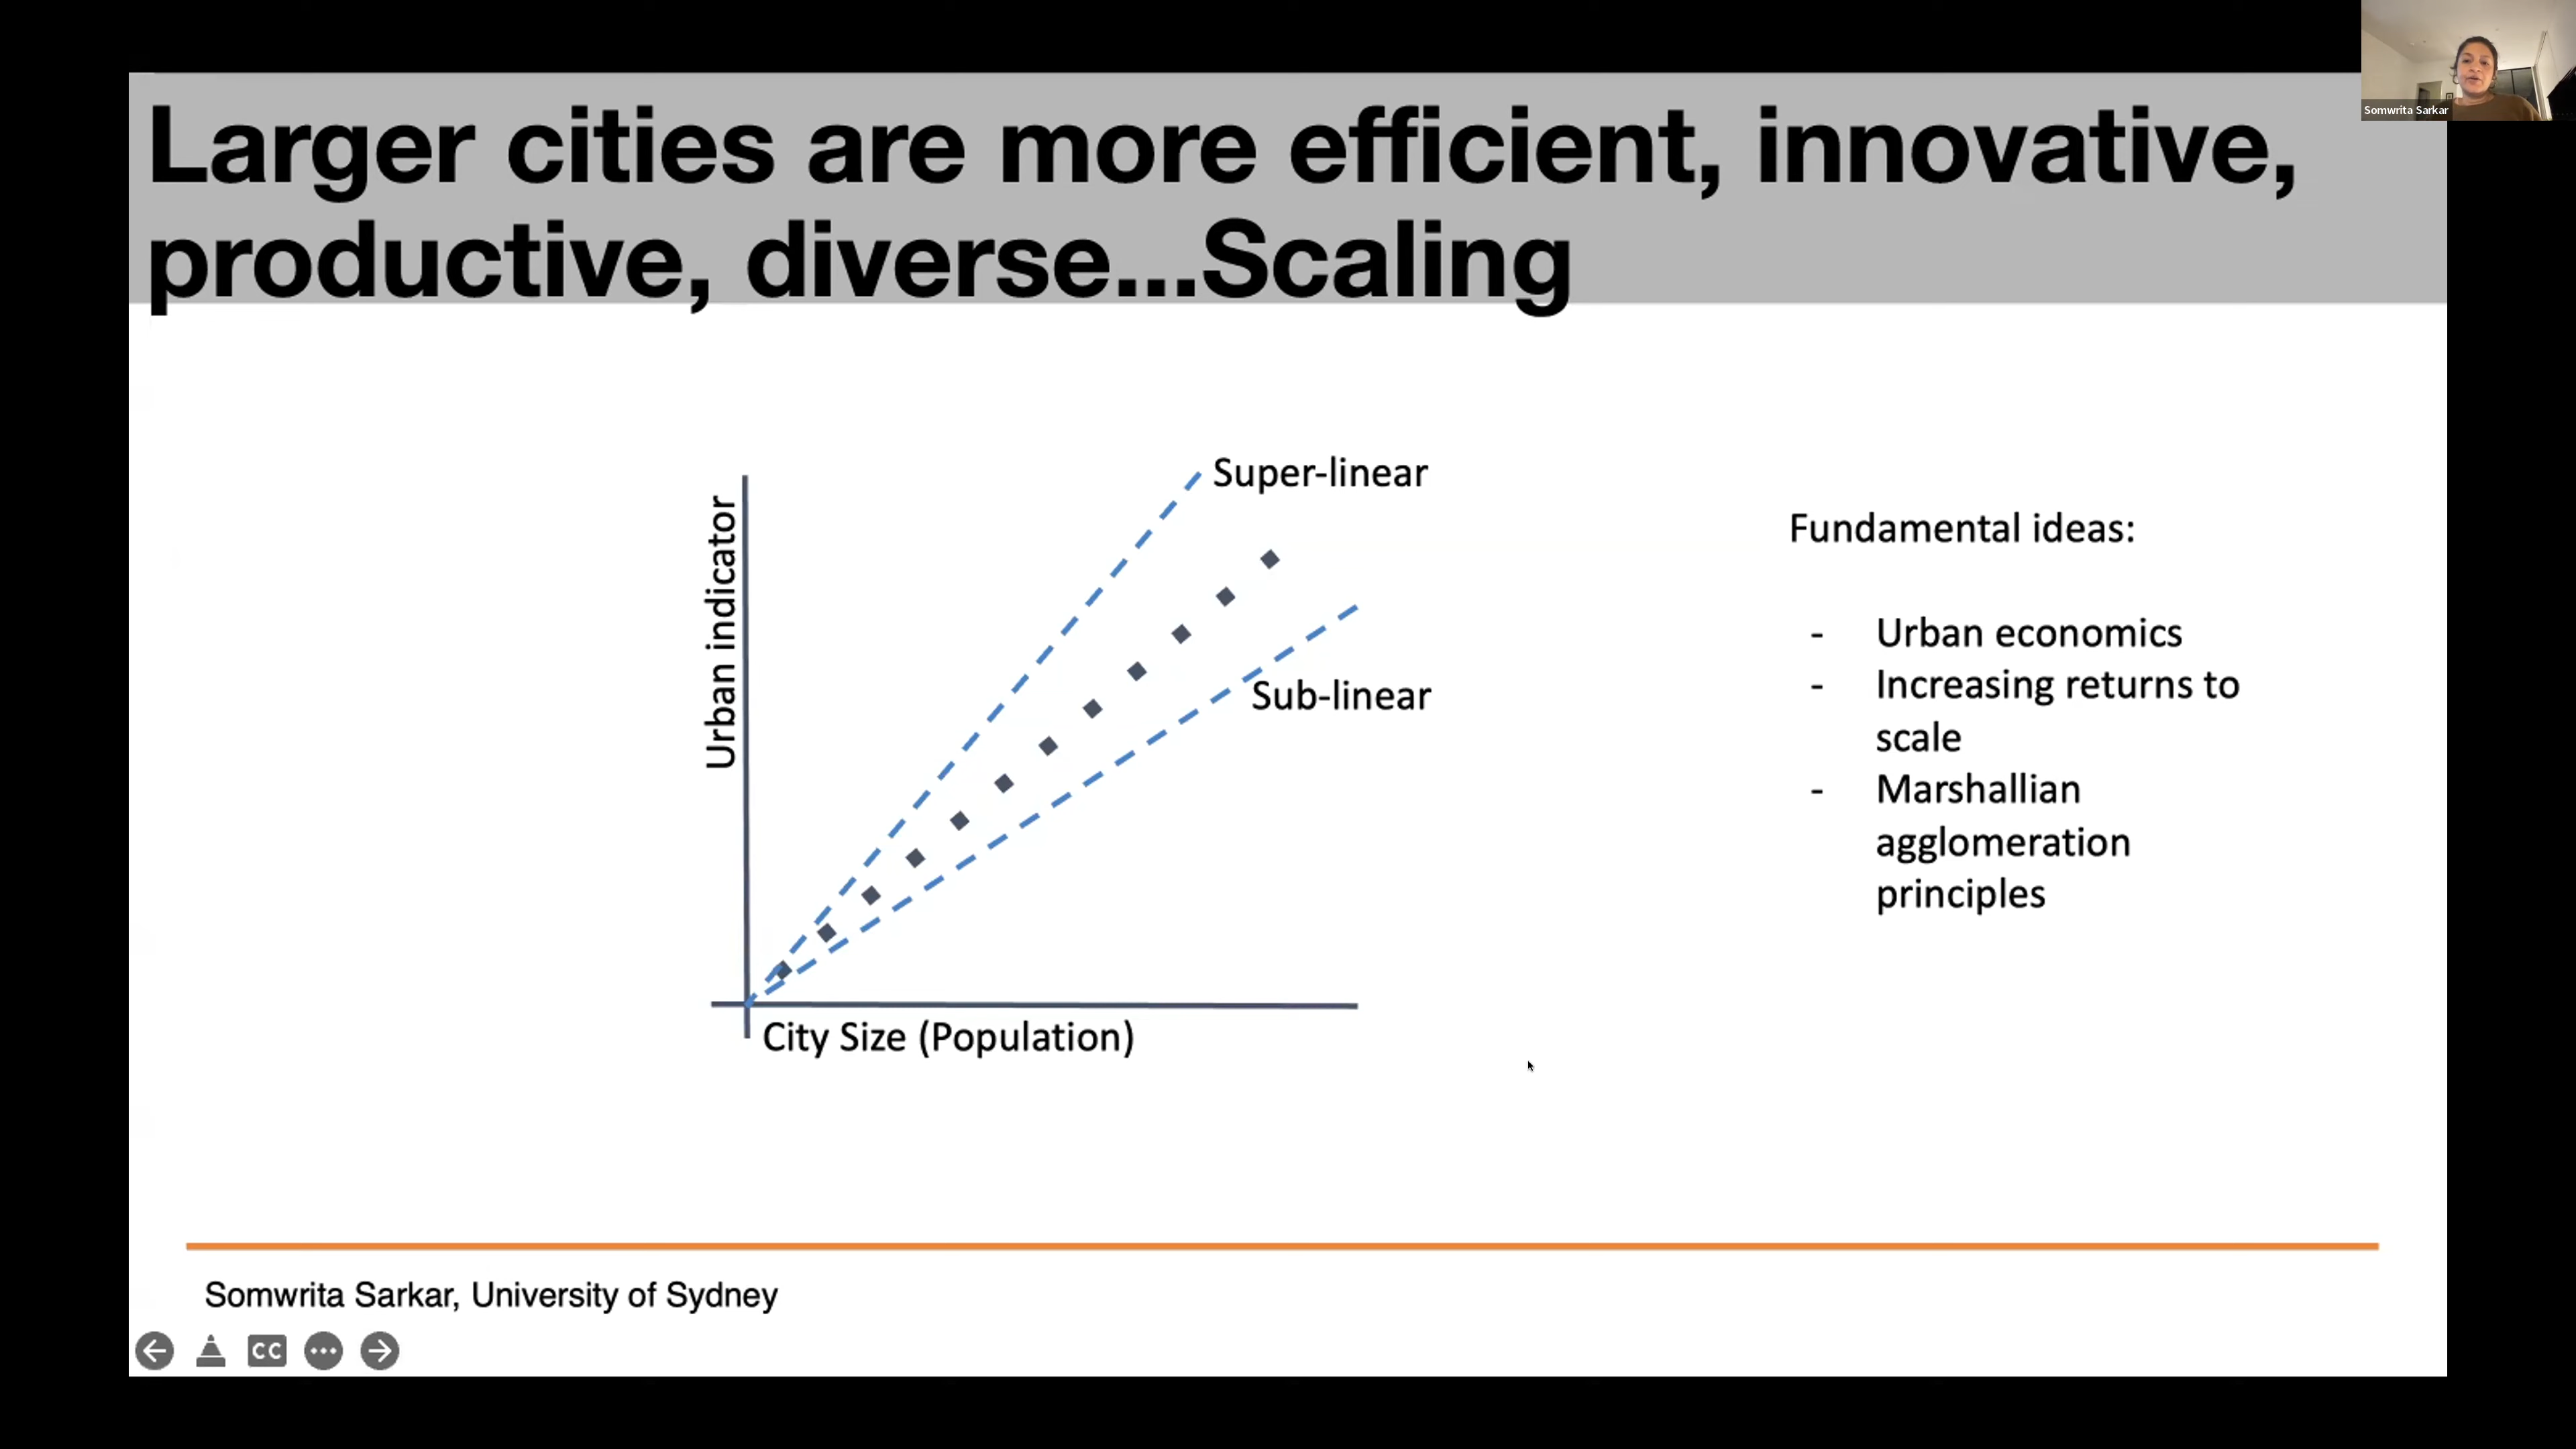 Larger cities are more efficient, innovative,
productive, diverse...Scaling
Somwrita Sarkar
Urban indicator
Super-linear
Sub-linear
City Size (Population)
Fundamental ideas:
- Urban economics
- Increasing returns to
scale
- Marshallian
agglomeration
principles
Somwrita Sarkar, University of Sydney
CC